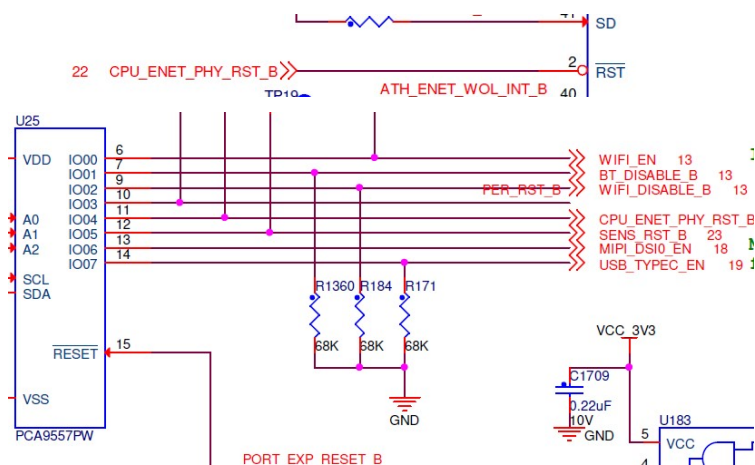 SD
22 CPU_ENET_PHY_RST_B
2
RST
TP19
ATH_ENET_WOL_INT_B
40
U25
VDD IO00 6 WIFI_EN 13
IO01 7 BT_DISABLE_B 13
IO02 9 PER_RST_B WIFI_DISABLE_B 13
IO03 10
A0 IO04 11 CPU_ENET_PHY_RST_B
A1 IO05 12 SENS_RST_B 23
A2 IO06 13 MIPI_DSI0_EN 18
IO07 14 USB_TYPEC_EN 19
SCL
SDA
R1360 R184 R171
68K 68K 68K
RESET 15
VSS
GND
PCA9557PW
PORT_EXP_RESET_B
VCC_3V3
C1709
0.22uF
10V
GND
U183
5 VCC
4